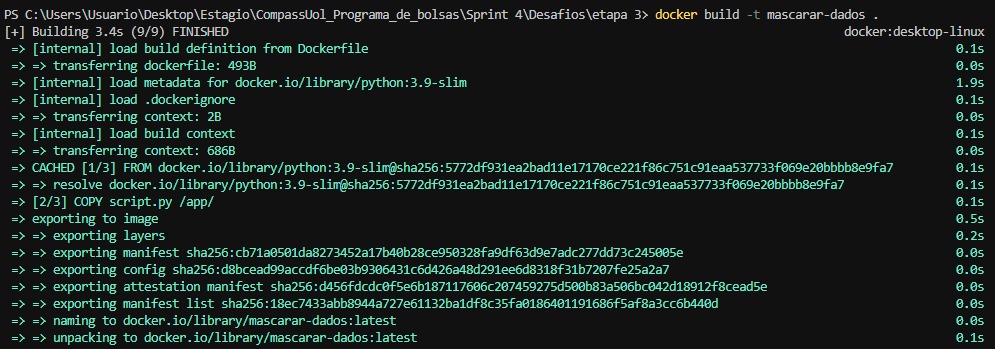 PS C:\Users\Usuario\Desktop\Estagio\CompassUol_Programa_de_bolsas\Sprint 4\Desafios\etapa 3> docker build -t mascarar-dados .
[+] Building 3.4s (9/9) FINISHED docker:desktop-linux
=> [internal] load build definition from Dockerfile 0.1s
=> => transferring dockerfile: 493B 0.0s
=> [internal] load metadata for docker.io/library/python:3.9-slim 1.9s
=> [internal] load .dockerignore 0.1s
=> => transferring context: 2B 0.0s
=> [internal] load build context 0.1s
=> => transferring context: 686B 0.0s
=> CACHED [1/3] FROM docker.io/library/python:3.9-slim@sha256:5772df931ea2bad11e17170ce221f86c751c91eaa537733f069e20bbbb8e9fa7 0.1s
=> => resolve docker.io/library/python:3.9-slim@sha256:5772df931ea2bad11e17170ce221f86c751c91eaa537733f069e20bbbb8e9fa7 0.1s
=> [2/3] COPY script.py /app/ 0.1s
=> exporting to image 0.5s
=> => exporting layers 0.2s
=> => exporting manifest sha256:cb71a0501da8273452a17b40b28ce950328fa9df63d9e7adc277dd73c245005e 0.0s
=> => exporting config sha256:d8bcead99accdf6be03b9306431c6d426a48d291ee6d8318f31b7207fe25a2a7 0.0s
=> => exporting attestation manifest sha256:d456fdcdc0f5e6b187117606c207459275d500b83a506bc042d18912f8cead5e 0.0s
=> => exporting manifest list sha256:18ec7433abb8944a727e61132ba1df8c35fa0186401191686f5af8a3cc6b440d 0.0s
=> => naming to docker.io/library/mascarar-dados:latest 0.0s
=> => unpacking to docker.io/library/mascarar-dados:latest 0.1s